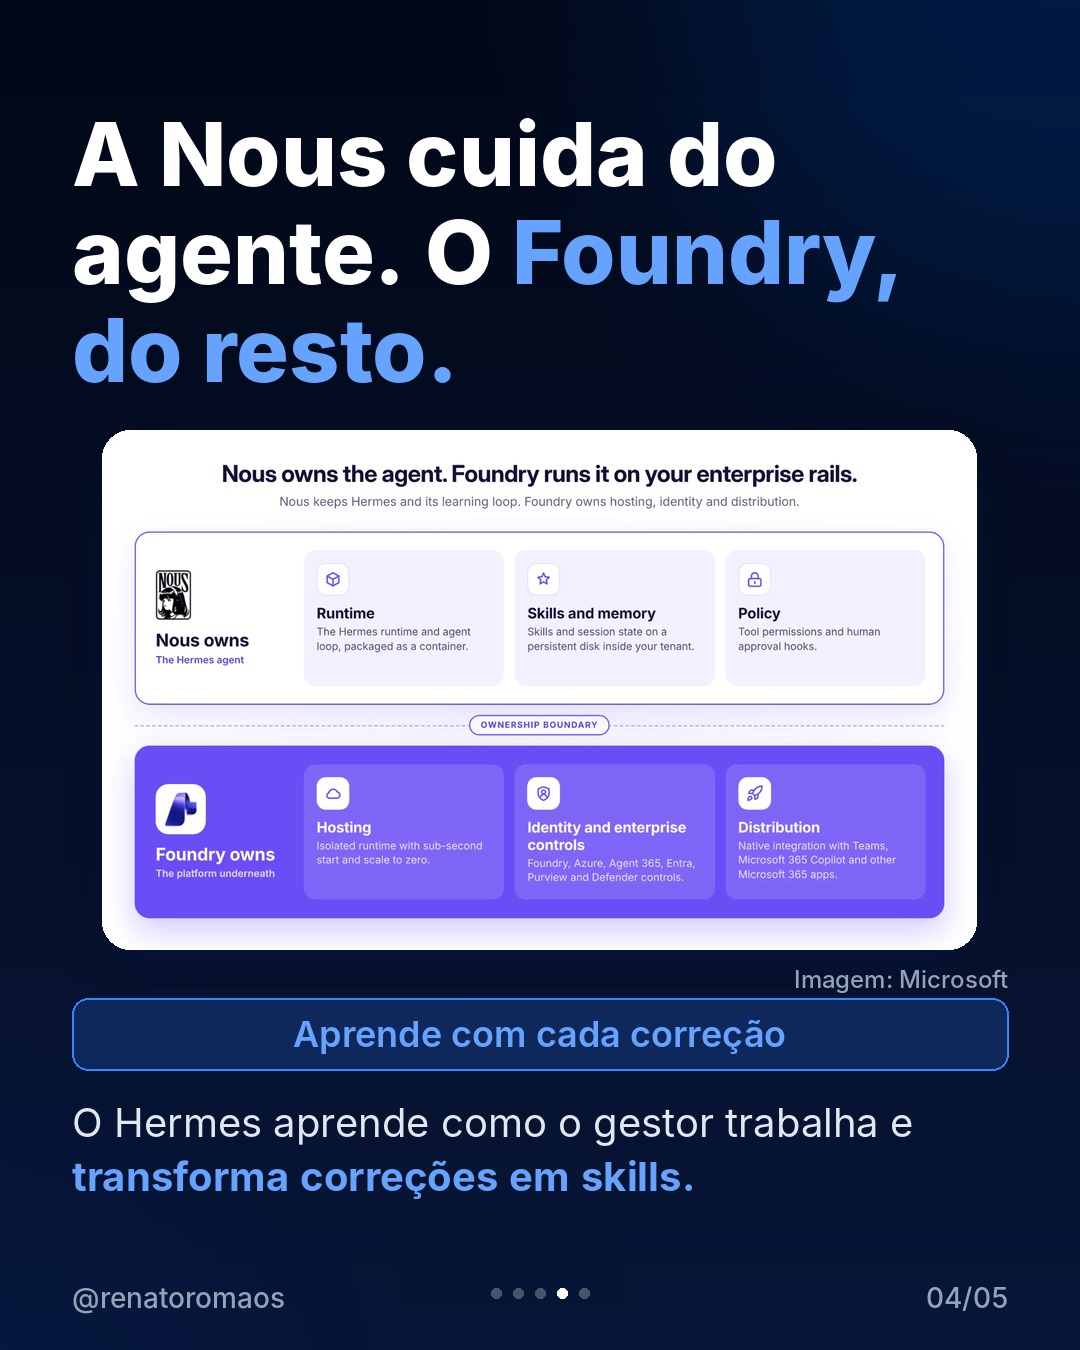 A Nous cuida do
agente. O Foundry,
do resto.
Nous owns the agent. Foundry runs it on your enterprise rails.
Nous keeps Hermes and its learning loop. Foundry owns hosting, identity and distribution.
NOUS
Nous owns
The Hermes agent
Runtime
The Hermes runtime and agent
loop, packaged as a container.
Skills and memory
Skills and session state on a
persistent disk inside your tenant.
Policy
Tool permissions and human
approval hooks.
OWNERSHIP BOUNDARY
Foundry owns
The platform underneath
Hosting
Isolated runtime with sub-second
start and scale to zero.
Identity and enterprise
controls
Foundry, Azure, Agent 365, Entra,
Purview and Defender controls.
Distribution
Native integration with Teams,
Microsoft 365 Copilot and other
Microsoft 365 apps.
Imagem: Microsoft
Aprende com cada correção
O Hermes aprende como o gestor trabalha e
transforma correções em skills.
@renatoromaos
04/05